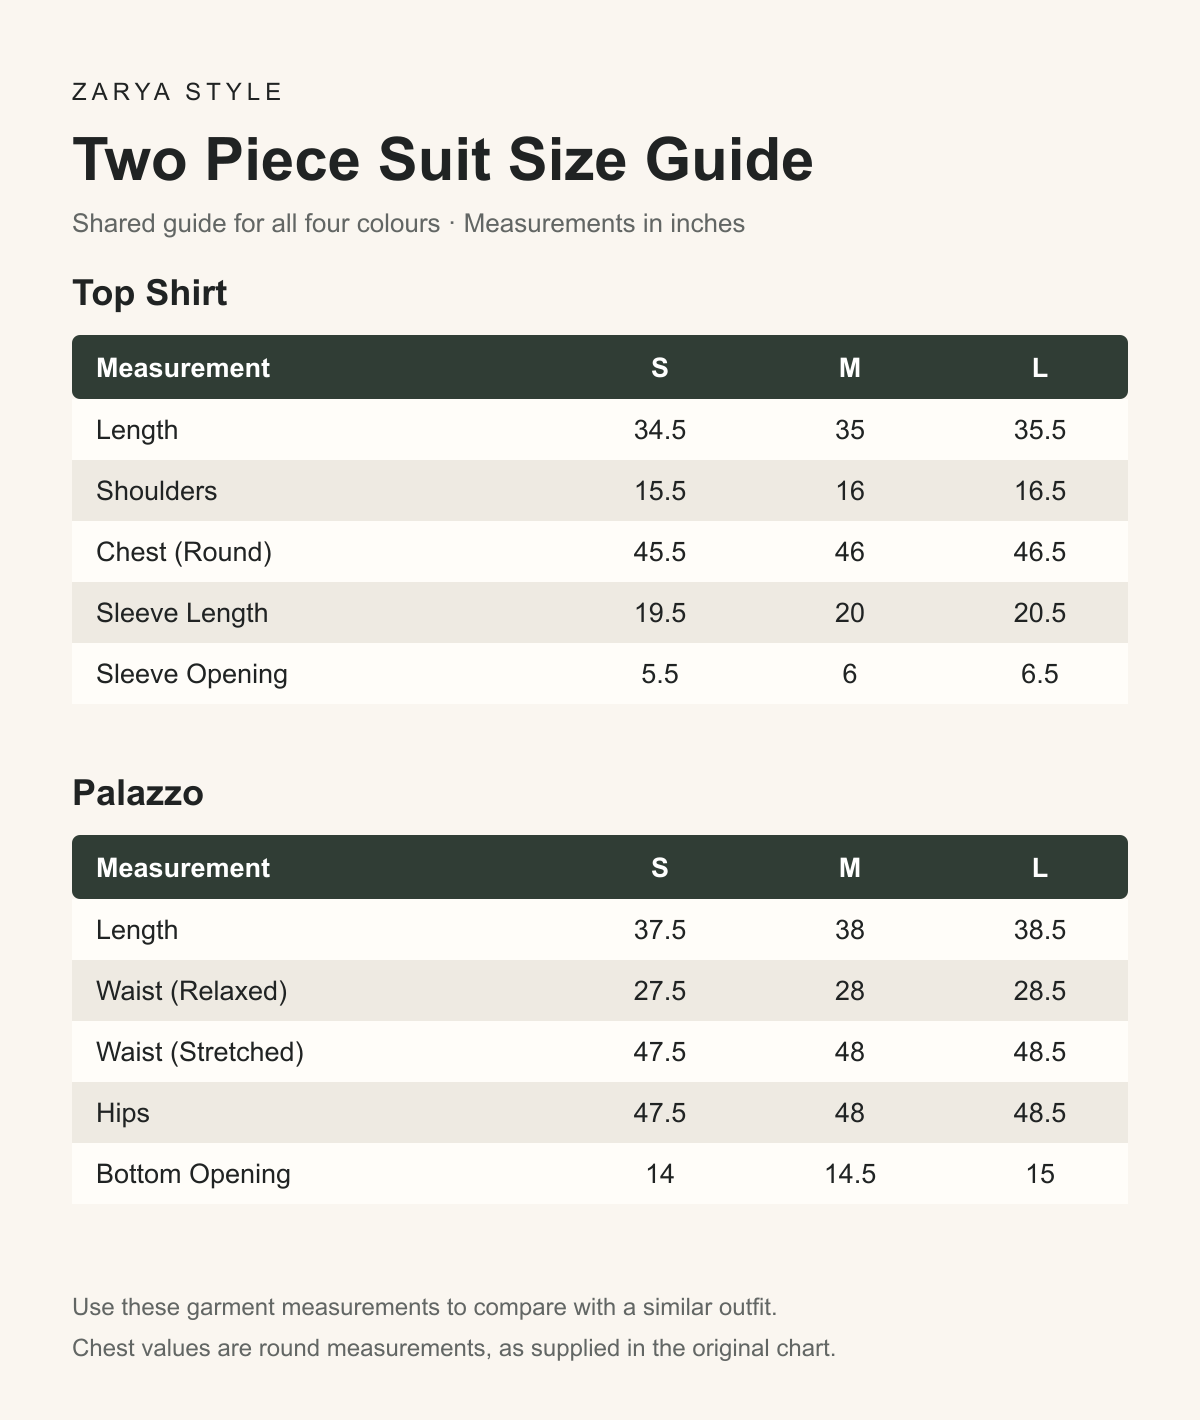 ZARYA STYLE
Two Piece Suit Size Guide
Shared guide for all four colours · Measurements in inches
Top Shirt
Measurement S M L
Length 34.5 35 35.5
Shoulders 15.5 16 16.5
Chest (Round) 45.5 46 46.5
Sleeve Length 19.5 20 20.5
Sleeve Opening 5.5 6 6.5
Palazzo
Measurement S M L
Length 37.5 38 38.5
Waist (Relaxed) 27.5 28 28.5
Waist (Stretched) 47.5 48 48.5
Hips 47.5 48 48.5
Bottom Opening 14 14.5 15
Use these garment measurements to compare with a similar outfit.
Chest values are round measurements, as supplied in the original chart.